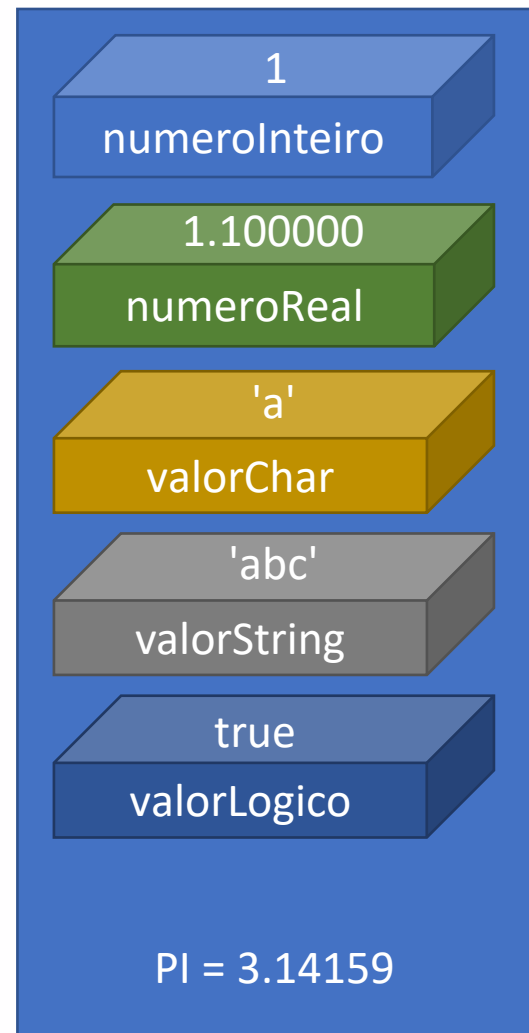 1
numeroInteiro
1.100000
numeroReal
'a'
valorChar
'abc'
valorString
true
valorLogico
PI = 3.14159